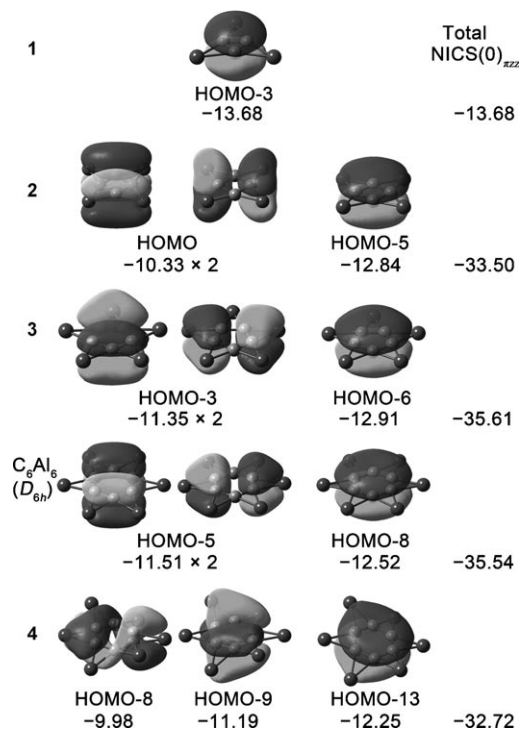 1
Total
NICS(0)πzz
HOMO-3
−13.68
−13.68
2
HOMO
HOMO-5
−10.33 × 2
−12.84
−33.50
3
HOMO-3
HOMO-6
−11.35 × 2
−12.91
−35.61
C6Al6
(D6h)
HOMO-5
HOMO-8
−11.51 × 2
−12.52
−35.54
4
HOMO-8
HOMO-9
HOMO-13
−9.98
−11.19
−12.25
−32.72